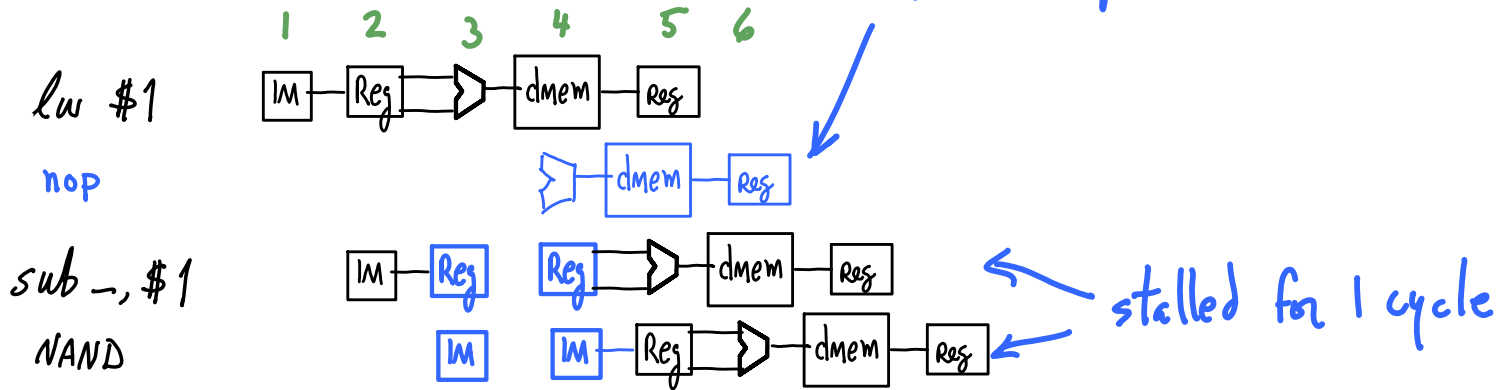 1 2 3 4 5 6
lw $1 IM Reg dmem Reg
nop dmem Reg
sub _, $1 IM Reg Reg dmem Reg
NAND IM IM Reg dmem Reg
stalled for 1 cycle